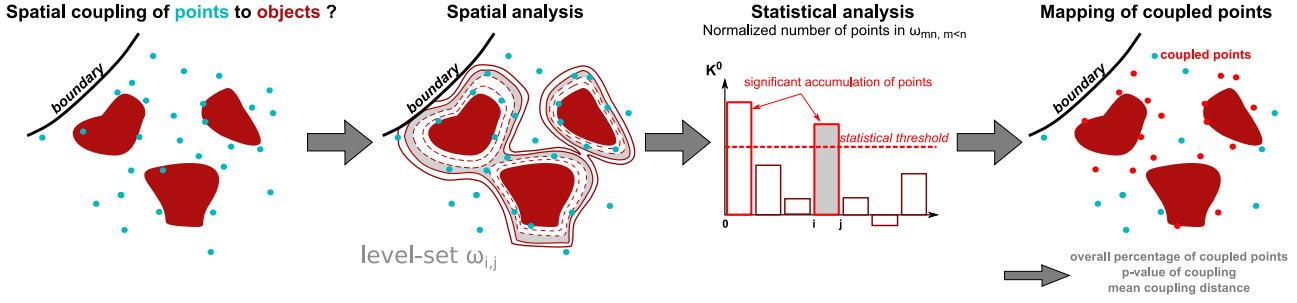 Spatial coupling of points to objects ?
boundary
Spatial analysis
boundary
level-set ω i,j
Statistical analysis
Normalized number of points in ω mn, m<n
K⁰
significant accumulation of points
statistical threshold
0 i j
Mapping of coupled points
coupled points
boundary
overall percentage of coupled points
p-value of coupling
mean coupling distance